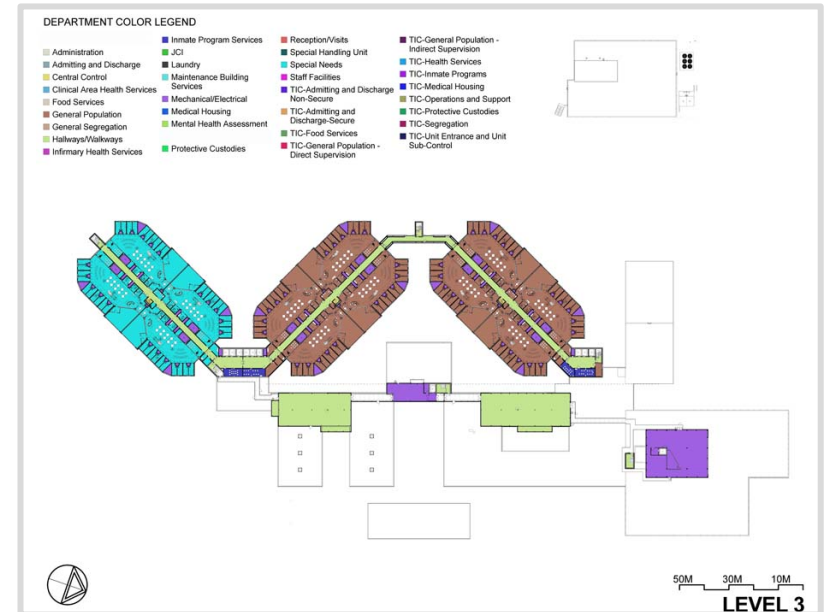 DEPARTMENT COLOR LEGEND
Administration
Admitting and Discharge
Central Control
Clinical Area Health Services
Food Services
General Population
General Segregation
Hallways/Walkways
Infirmary Health Services
Inmate Program Services
JCI
Laundry
Maintenance Building
Services
Mechanical/Electrical
Medical Housing
Mental Health Assessment
Protective Custodies
Reception/Visits
Special Handling Unit
Special Needs
Staff Facilities
TIC-Admitting and Discharge
Non-Secure
TIC-Admitting and
Discharge-Secure
TIC-Food Services
TIC-General Population -
Direct Supervision
TIC-General Population -
Indirect Supervision
TIC-Health Services
TIC-Inmate Programs
TIC-Medical Housing
TIC-Operations and Support
TIC-Protective Custodies
TIC-Segregation
TIC-Unit Entrance and Unit
Sub-Control
50M 30M 10M
LEVEL 3